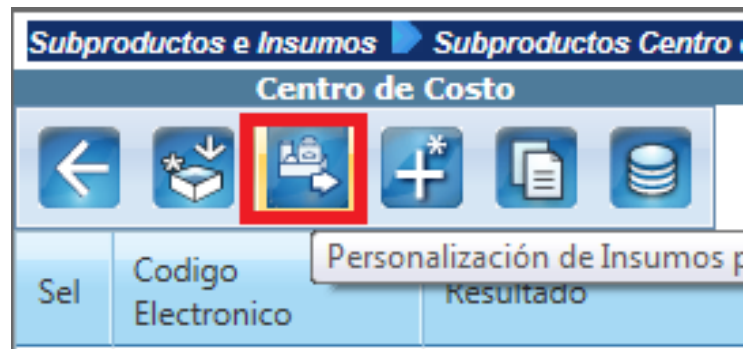 Subproductos e Insumos Subproductos Centro
Centro de Costo
Personalización de Insumos
Sel Codigo Electronico Resultado